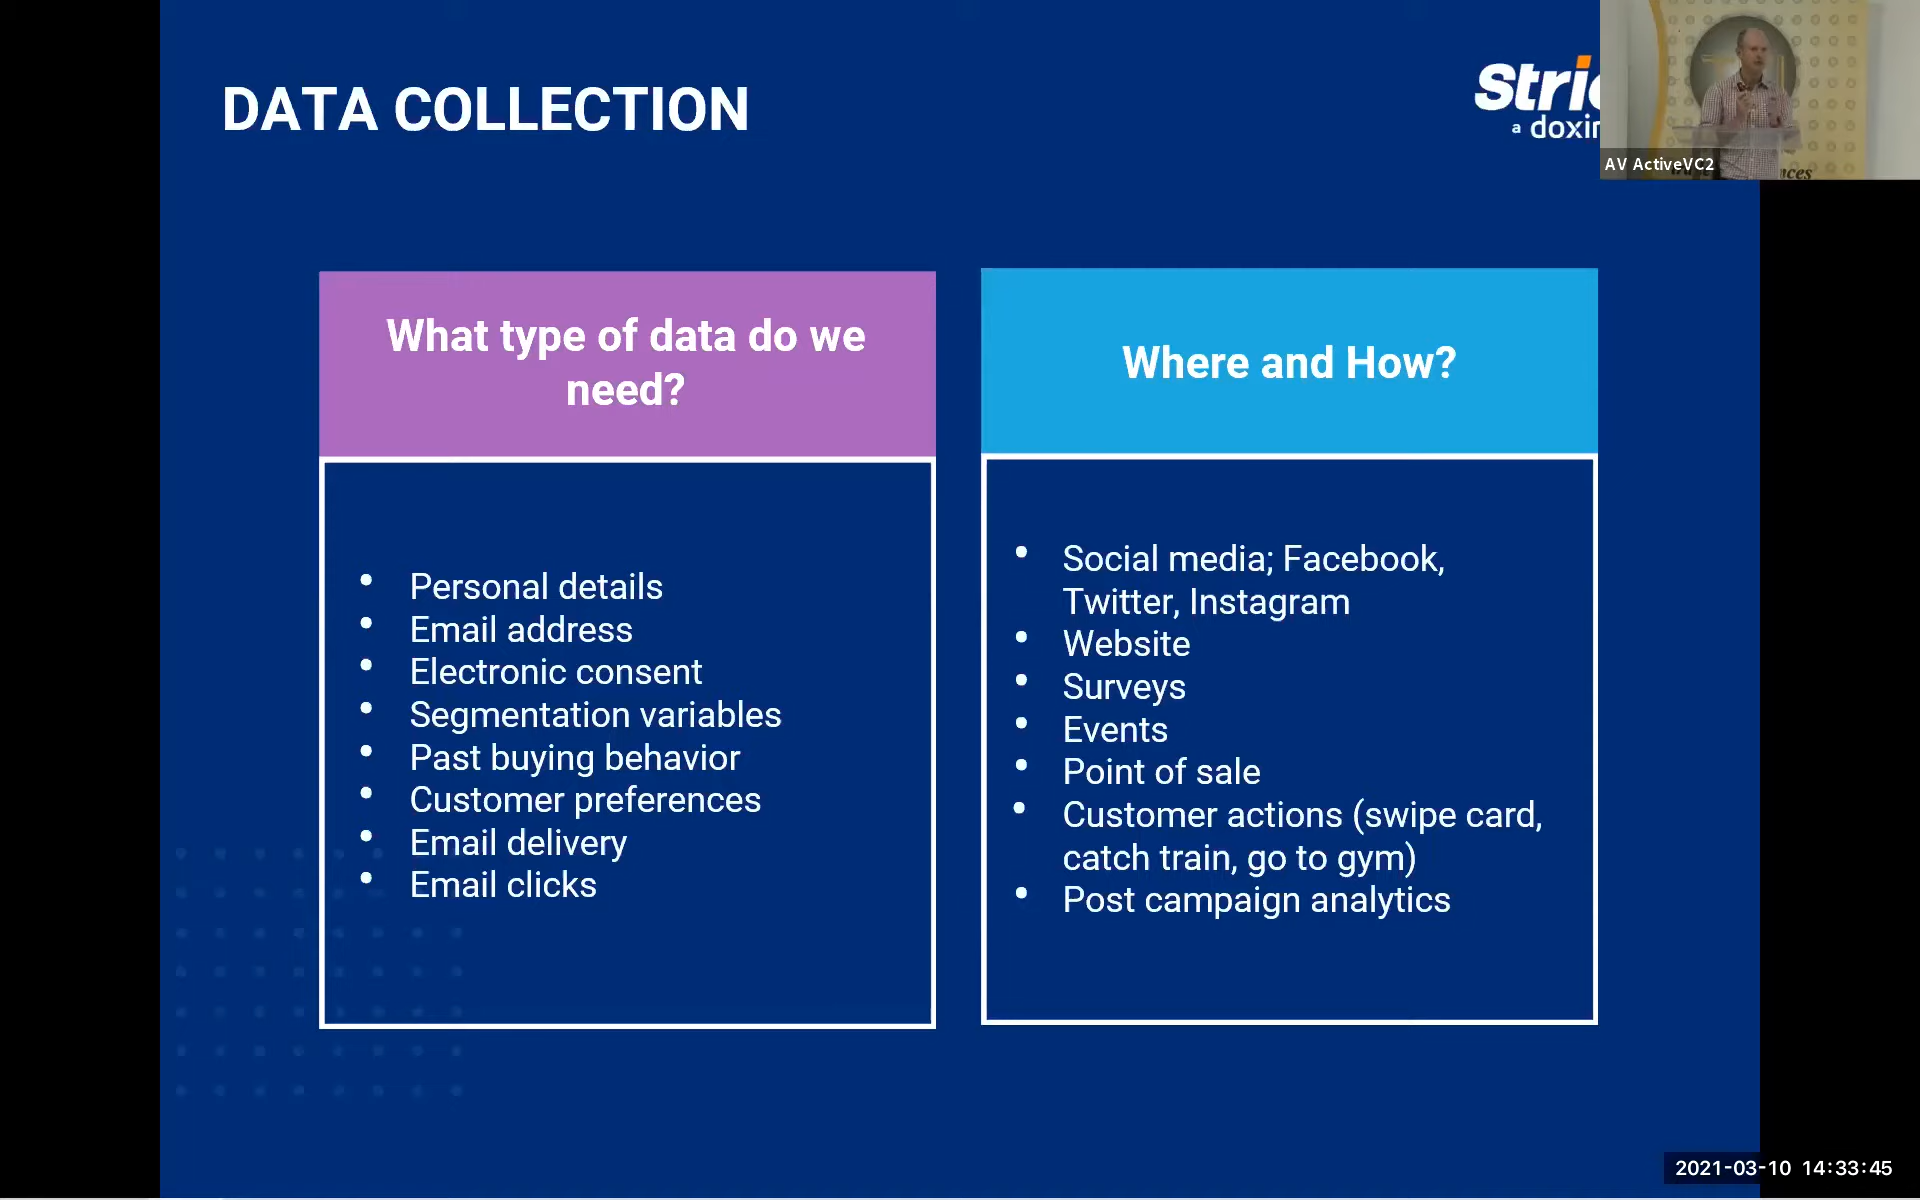 DATA COLLECTION
Stri
a doxi
AV ActiveVC2
nces
What type of data do we
need?
Where and How?
Personal details
Email address
Electronic consent
Segmentation variables
Past buying behavior
Customer preferences
Email delivery
Email clicks
Social media; Facebook,
Twitter, Instagram
Website
Surveys
Events
Point of sale
Customer actions (swipe card,
catch train, go to gym)
Post campaign analytics
2021-03-10 14:33:45